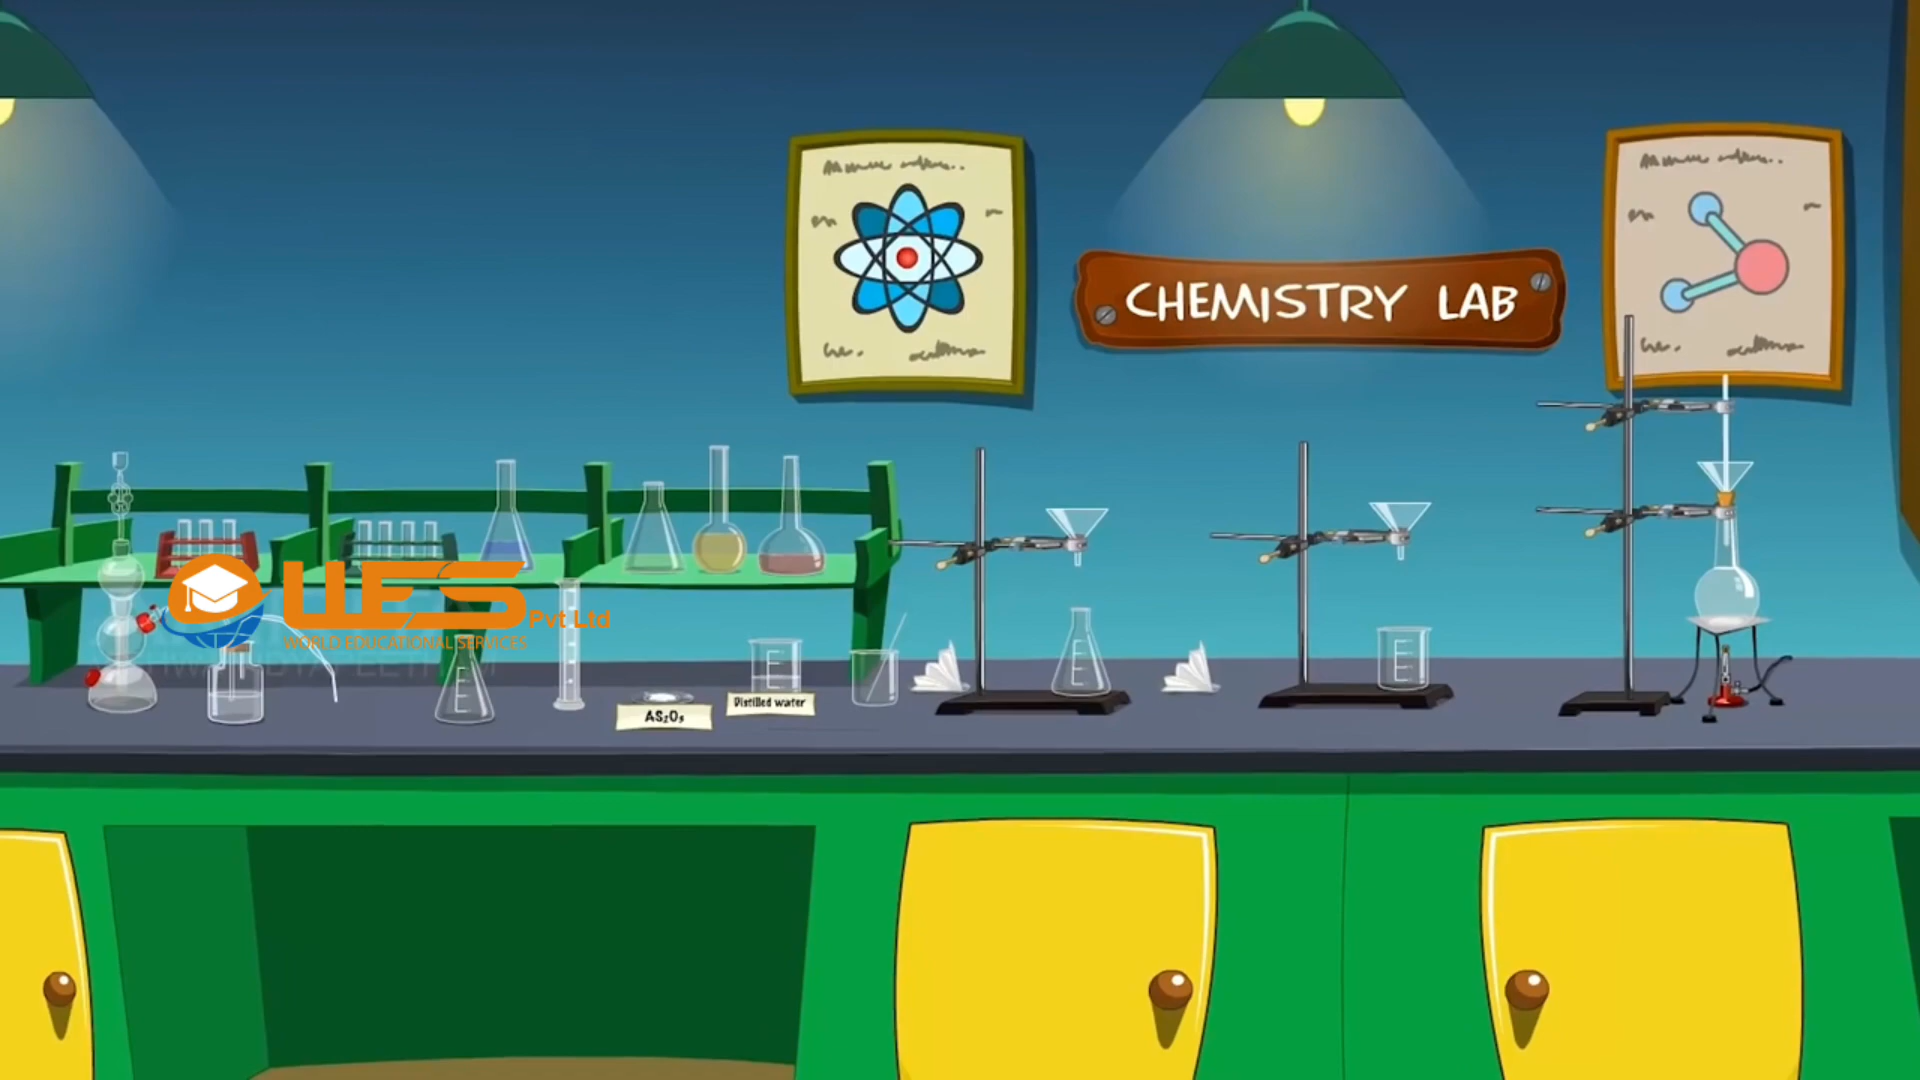 CHEMISTRY LAB
WES Pvt Ltd
WORLD EDUCATIONAL SERVICES
AS₂O₃
Distilled water